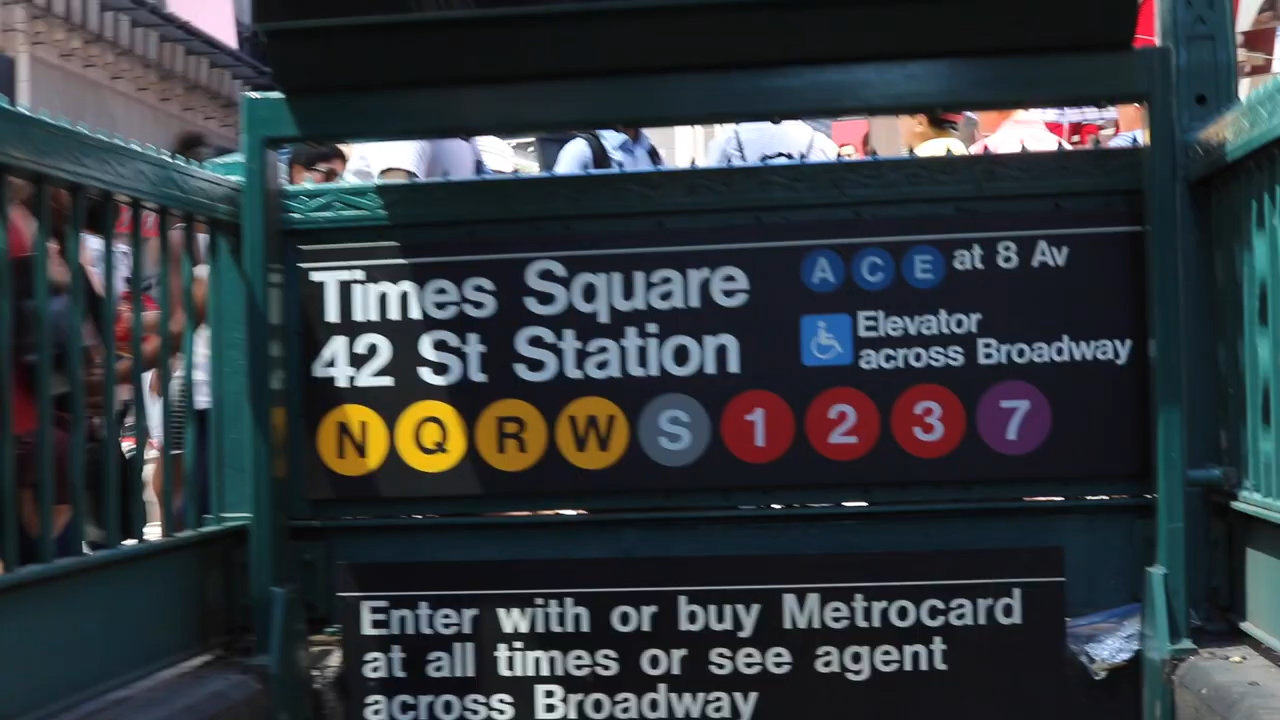 Times Square
42 St Station
A C E at 8 Av
Elevator
across Broadway
N Q R W S 1 2 3 7
Enter with or buy Metrocard
at all times or see agent
across Broadway